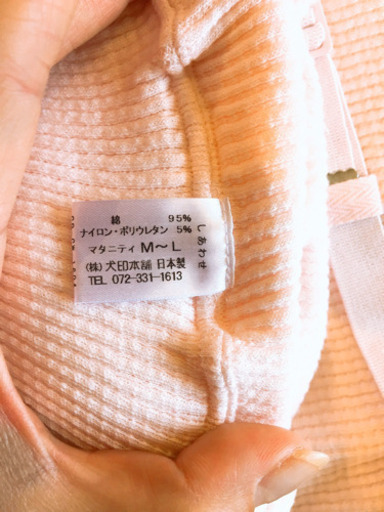 綿 95%
ナイロン・ポリウレタン 5%
マタニティ M〜L
(株)犬印本舗 日本製
TEL 072-331-1613
しあわせ